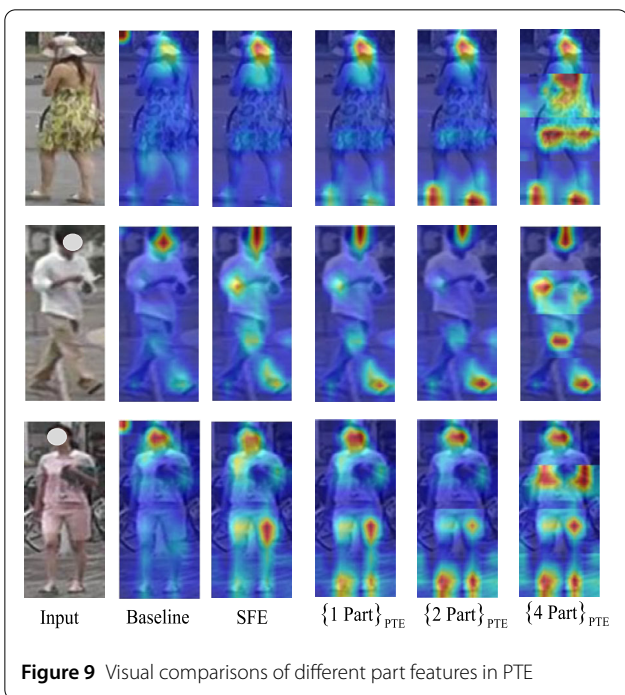 Input Baseline SFE {1 Part}PTE {2 Part}PTE {4 Part}PTE
Figure 9 Visual comparisons of different part features in PTE